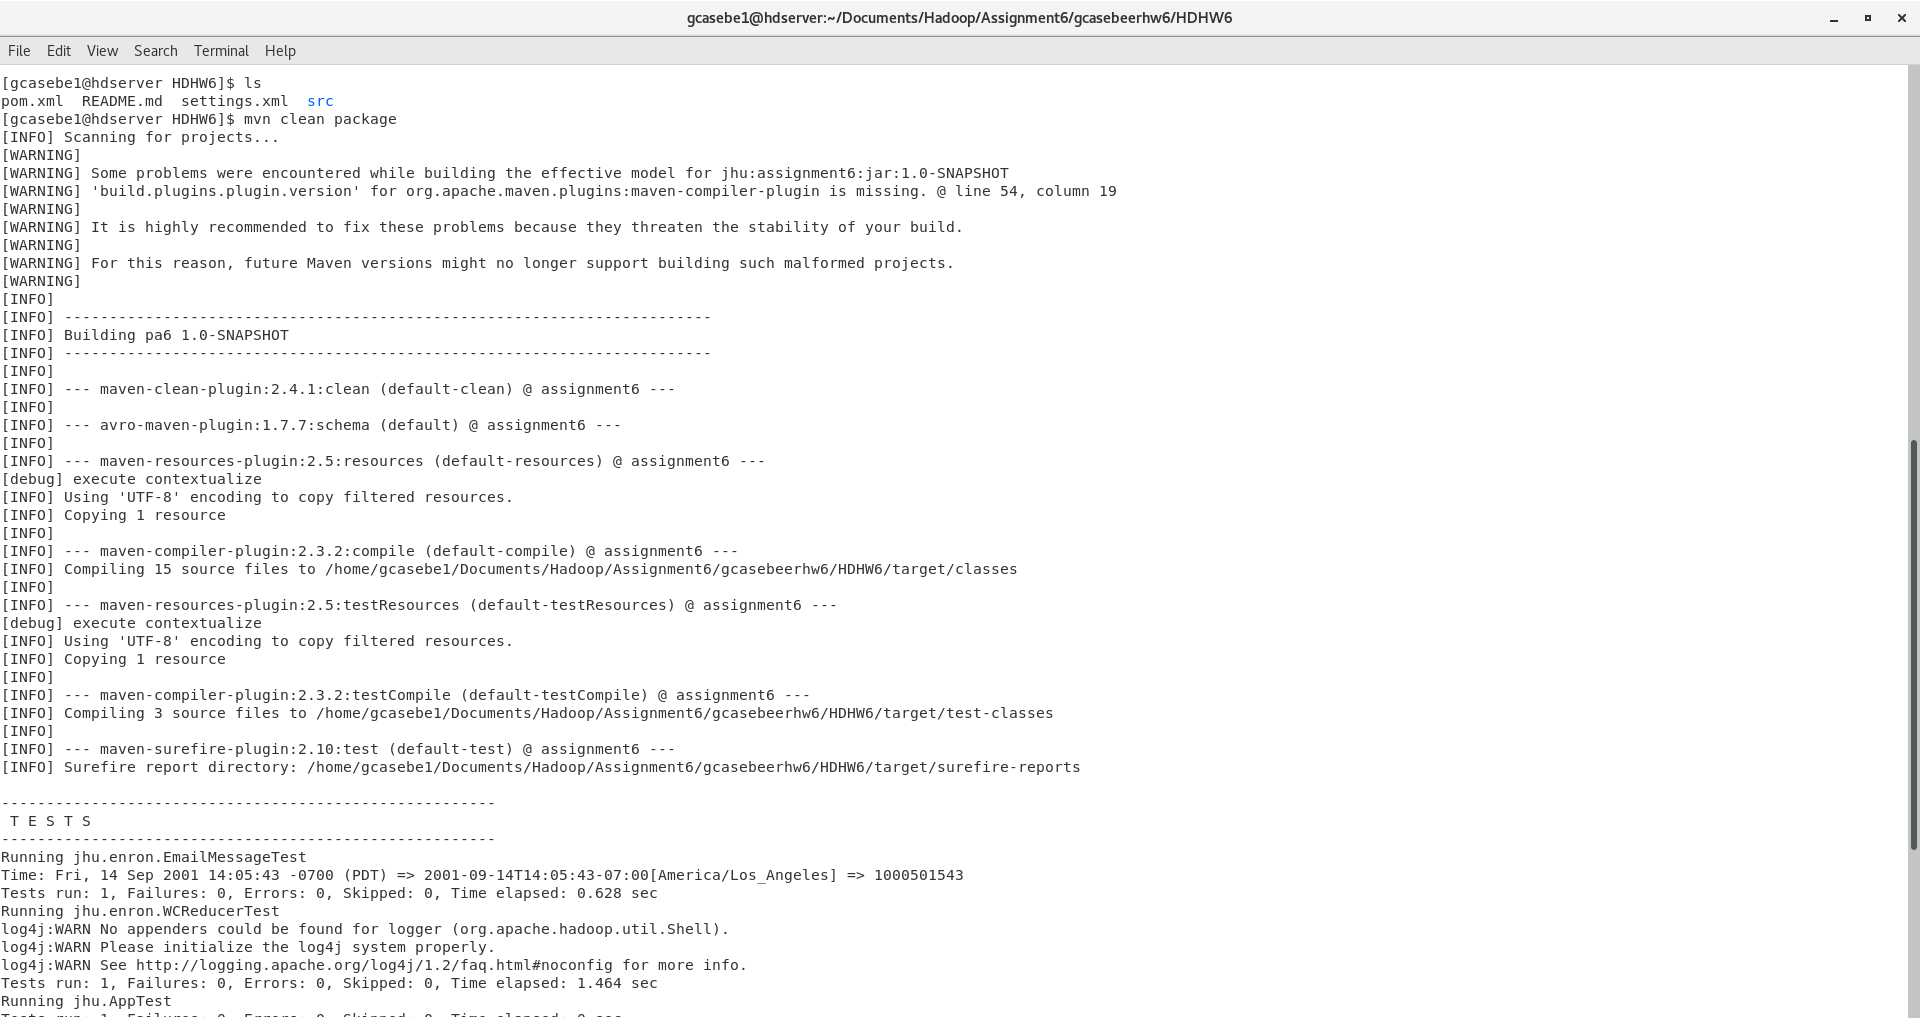 gcasebe1@hdserver:~/Documents/Hadoop/Assignment6/gcasebeerhw6/HDHW6
File Edit View Search Terminal Help
[gcasebe1@hdserver HDHW6]$ ls
pom.xml  README.md  settings.xml  src
[gcasebe1@hdserver HDHW6]$ mvn clean package
[INFO] Scanning for projects...
[WARNING]
[WARNING] Some problems were encountered while building the effective model for jhu:assignment6:jar:1.0-SNAPSHOT
[WARNING] 'build.plugins.plugin.version' for org.apache.maven.plugins:maven-compiler-plugin is missing. @ line 54, column 19
[WARNING]
[WARNING] It is highly recommended to fix these problems because they threaten the stability of your build.
[WARNING]
[WARNING] For this reason, future Maven versions might no longer support building such malformed projects.
[WARNING]
[INFO]
[INFO] ------------------------------------------------------------------------
[INFO] Building pa6 1.0-SNAPSHOT
[INFO] ------------------------------------------------------------------------
[INFO]
[INFO] --- maven-clean-plugin:2.4.1:clean (default-clean) @ assignment6 ---
[INFO]
[INFO] --- avro-maven-plugin:1.7.7:schema (default) @ assignment6 ---
[INFO]
[INFO] --- maven-resources-plugin:2.5:resources (default-resources) @ assignment6 ---
[debug] execute contextualize
[INFO] Using 'UTF-8' encoding to copy filtered resources.
[INFO] Copying 1 resource
[INFO]
[INFO] --- maven-compiler-plugin:2.3.2:compile (default-compile) @ assignment6 ---
[INFO] Compiling 15 source files to /home/gcasebe1/Documents/Hadoop/Assignment6/gcasebeerhw6/HDHW6/target/classes
[INFO]
[INFO] --- maven-resources-plugin:2.5:testResources (default-testResources) @ assignment6 ---
[debug] execute contextualize
[INFO] Using 'UTF-8' encoding to copy filtered resources.
[INFO] Copying 1 resource
[INFO]
[INFO] --- maven-compiler-plugin:2.3.2:testCompile (default-testCompile) @ assignment6 ---
[INFO] Compiling 3 source files to /home/gcasebe1/Documents/Hadoop/Assignment6/gcasebeerhw6/HDHW6/target/test-classes
[INFO]
[INFO] --- maven-surefire-plugin:2.10:test (default-test) @ assignment6 ---
[INFO] Surefire report directory: /home/gcasebe1/Documents/Hadoop/Assignment6/gcasebeerhw6/HDHW6/target/surefire-reports
-------------------------------------------------------
 T E S T S
-------------------------------------------------------
Running jhu.enron.EmailMessageTest
Time: Fri, 14 Sep 2001 14:05:43 -0700 (PDT) => 2001-09-14T14:05:43-07:00[America/Los_Angeles] => 1000501543
Tests run: 1, Failures: 0, Errors: 0, Skipped: 0, Time elapsed: 0.628 sec
Running jhu.enron.WCReducerTest
log4j:WARN No appenders could be found for logger (org.apache.hadoop.util.Shell).
log4j:WARN Please initialize the log4j system properly.
log4j:WARN See http://logging.apache.org/log4j/1.2/faq.html#noconfig for more info.
Tests run: 1, Failures: 0, Errors: 0, Skipped: 0, Time elapsed: 1.464 sec
Running jhu.AppTest
Tests run: 1, Failures: 0, Errors: 0, Skipped: 0, Time elapsed: 0 sec